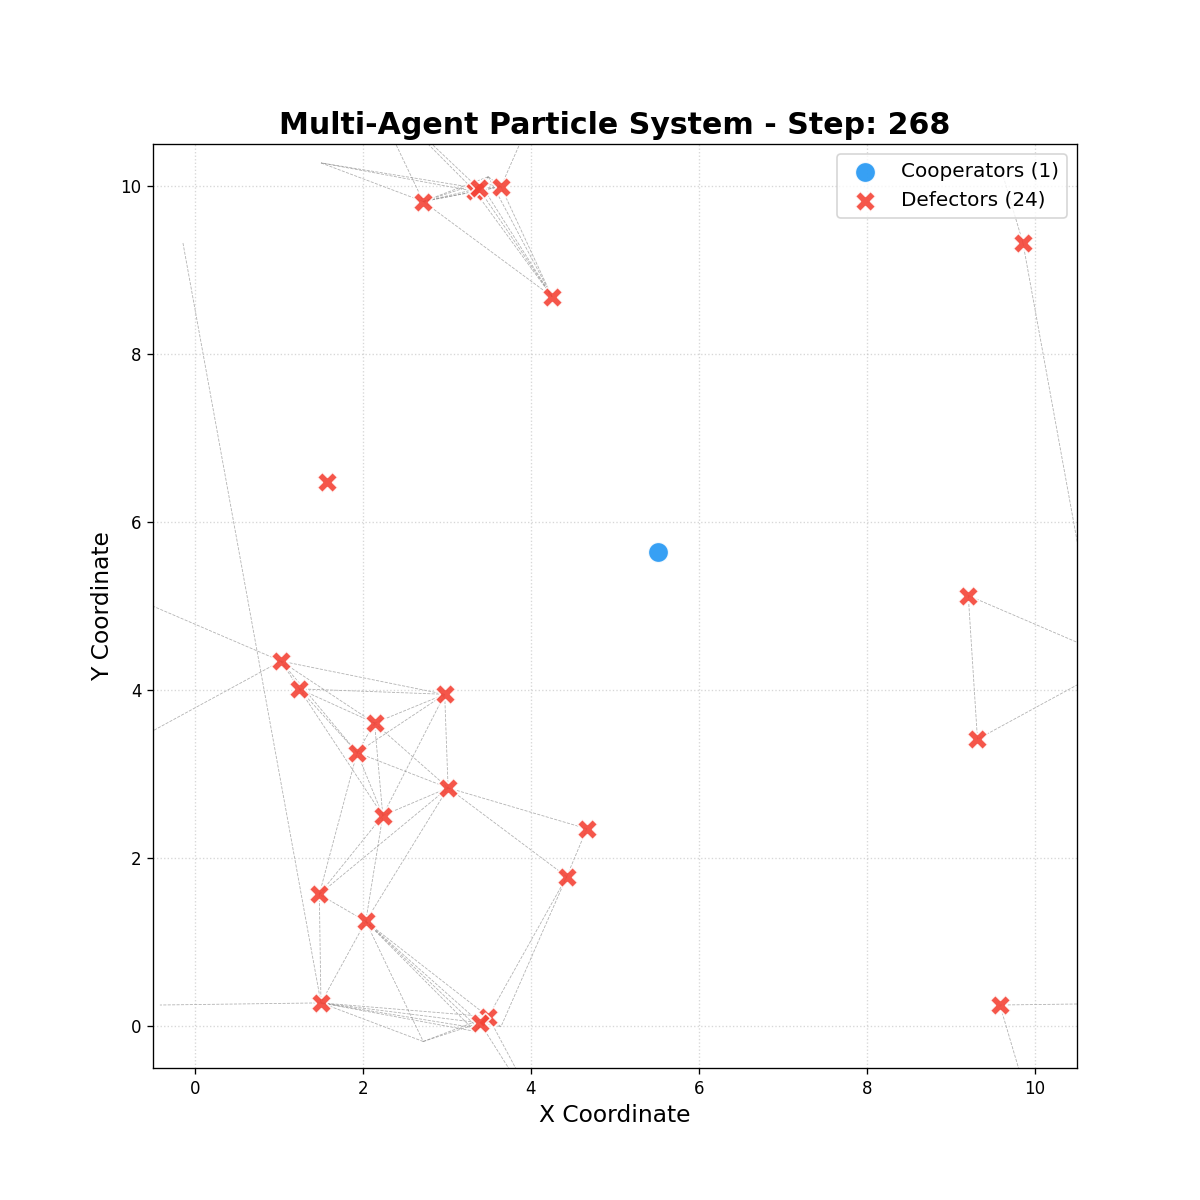 Multi-Agent Particle System - Step: 268
Cooperators (1)
Defectors (24)
10
8
6
4
2
0
Y Coordinate
0 2 4 6 8 10
X Coordinate